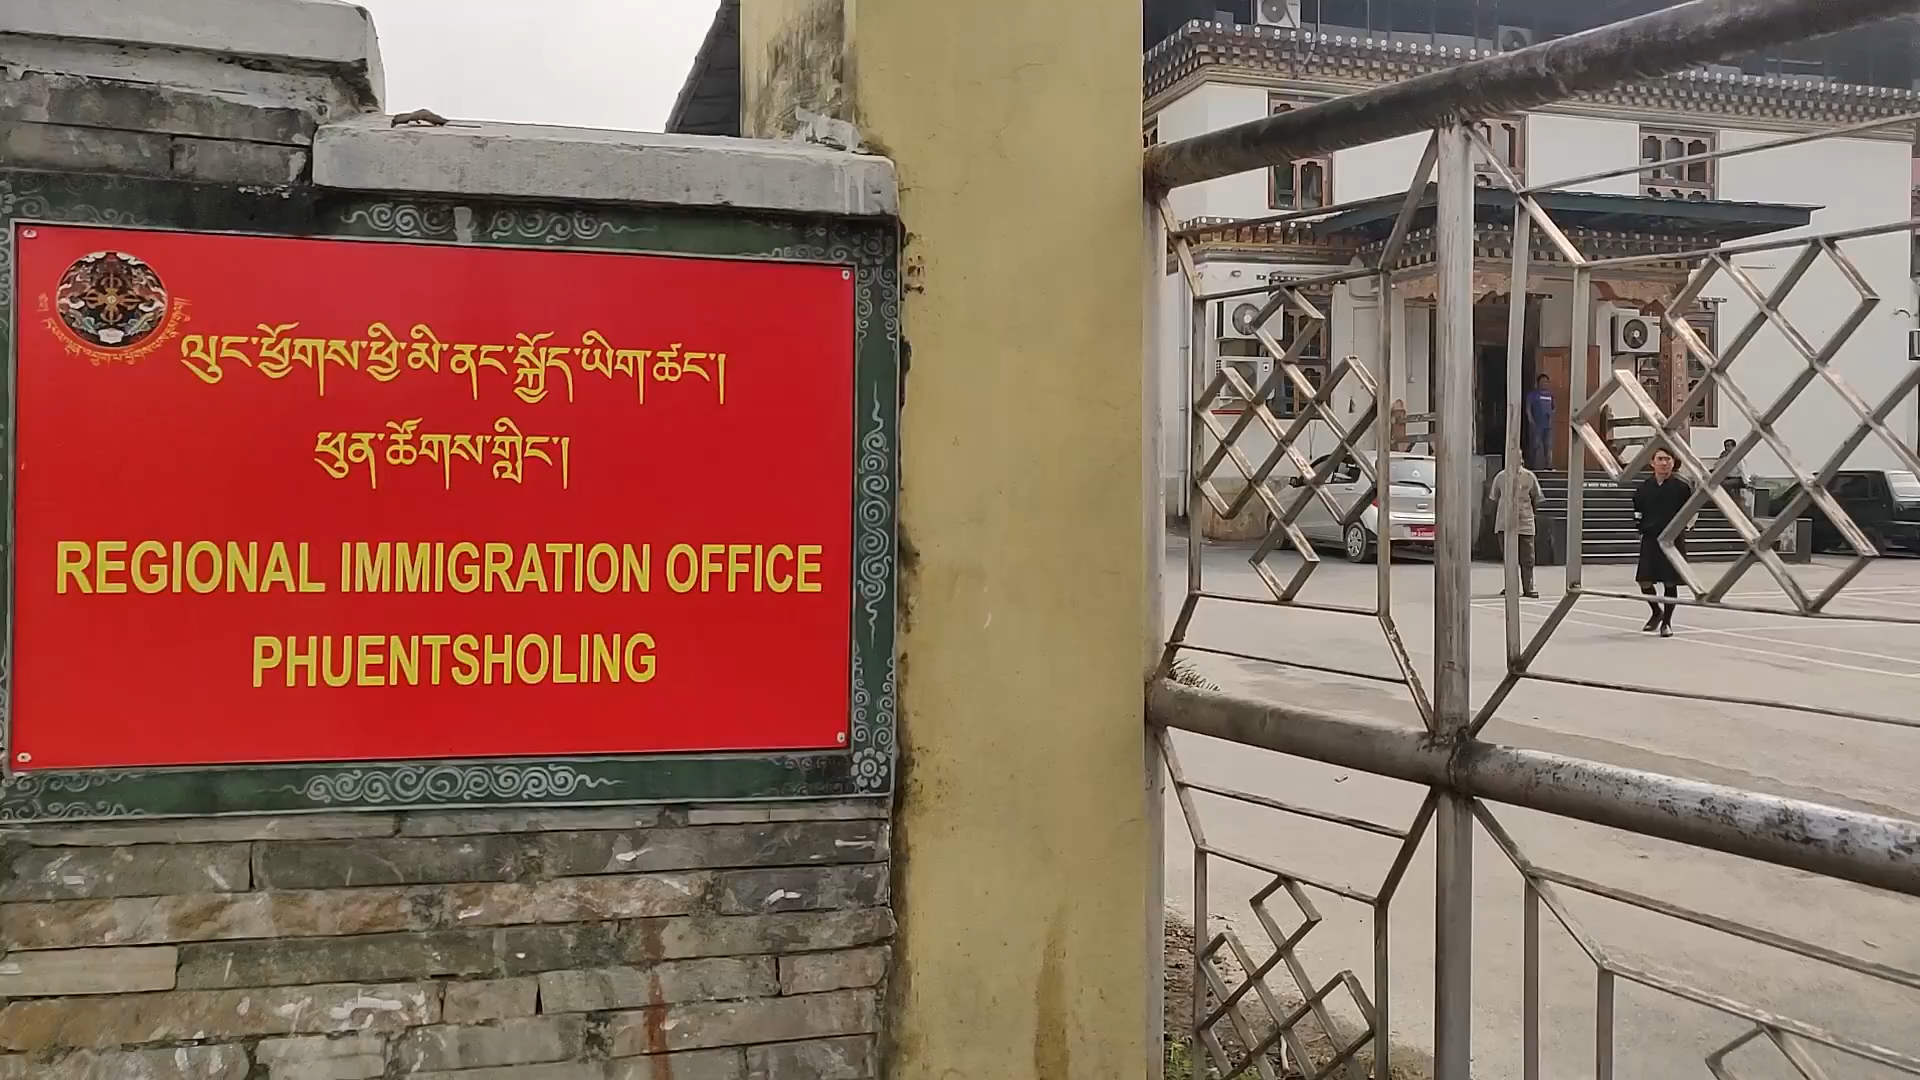 ལུང་ཕྱོགས་ཕྱི་མི་ནང་སྐྱོད་ཡིག་ཚང་།
ཕུན་ཚོགས་གླིང་།
REGIONAL IMMIGRATION OFFICE
PHUENTSHOLING